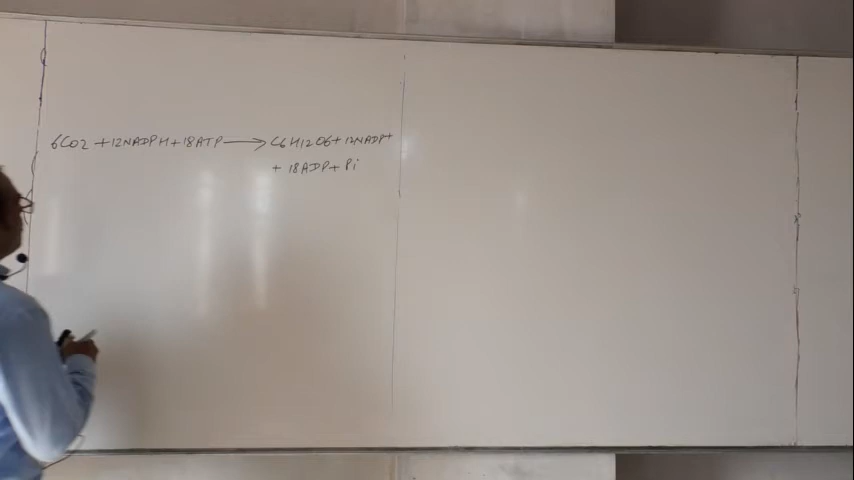 6CO2 + 12NADPH + 18ATP → C6H12O6 + 12NADP+
+ 18ADP + Pi